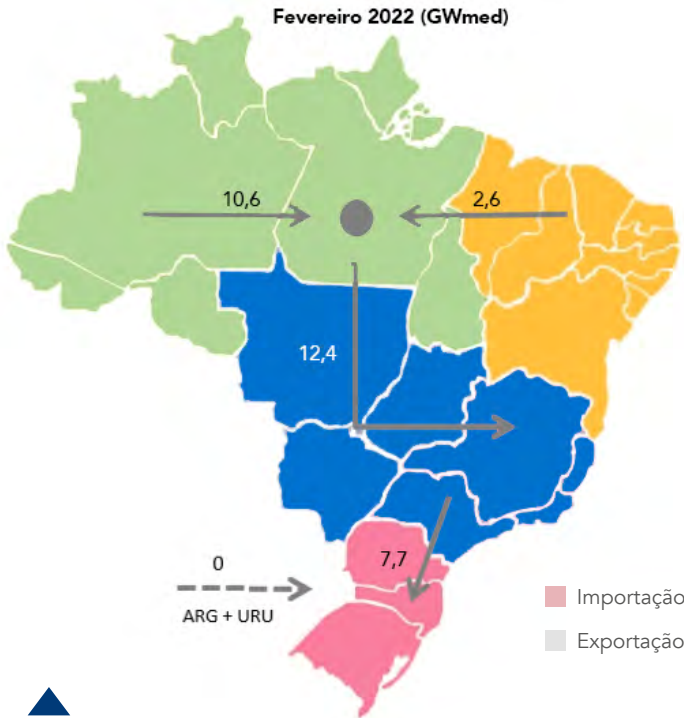 Fevereiro 2022 (GWmed)
10,6
2,6
12,4
7,7
0
ARG + URU
Importação
Exportação